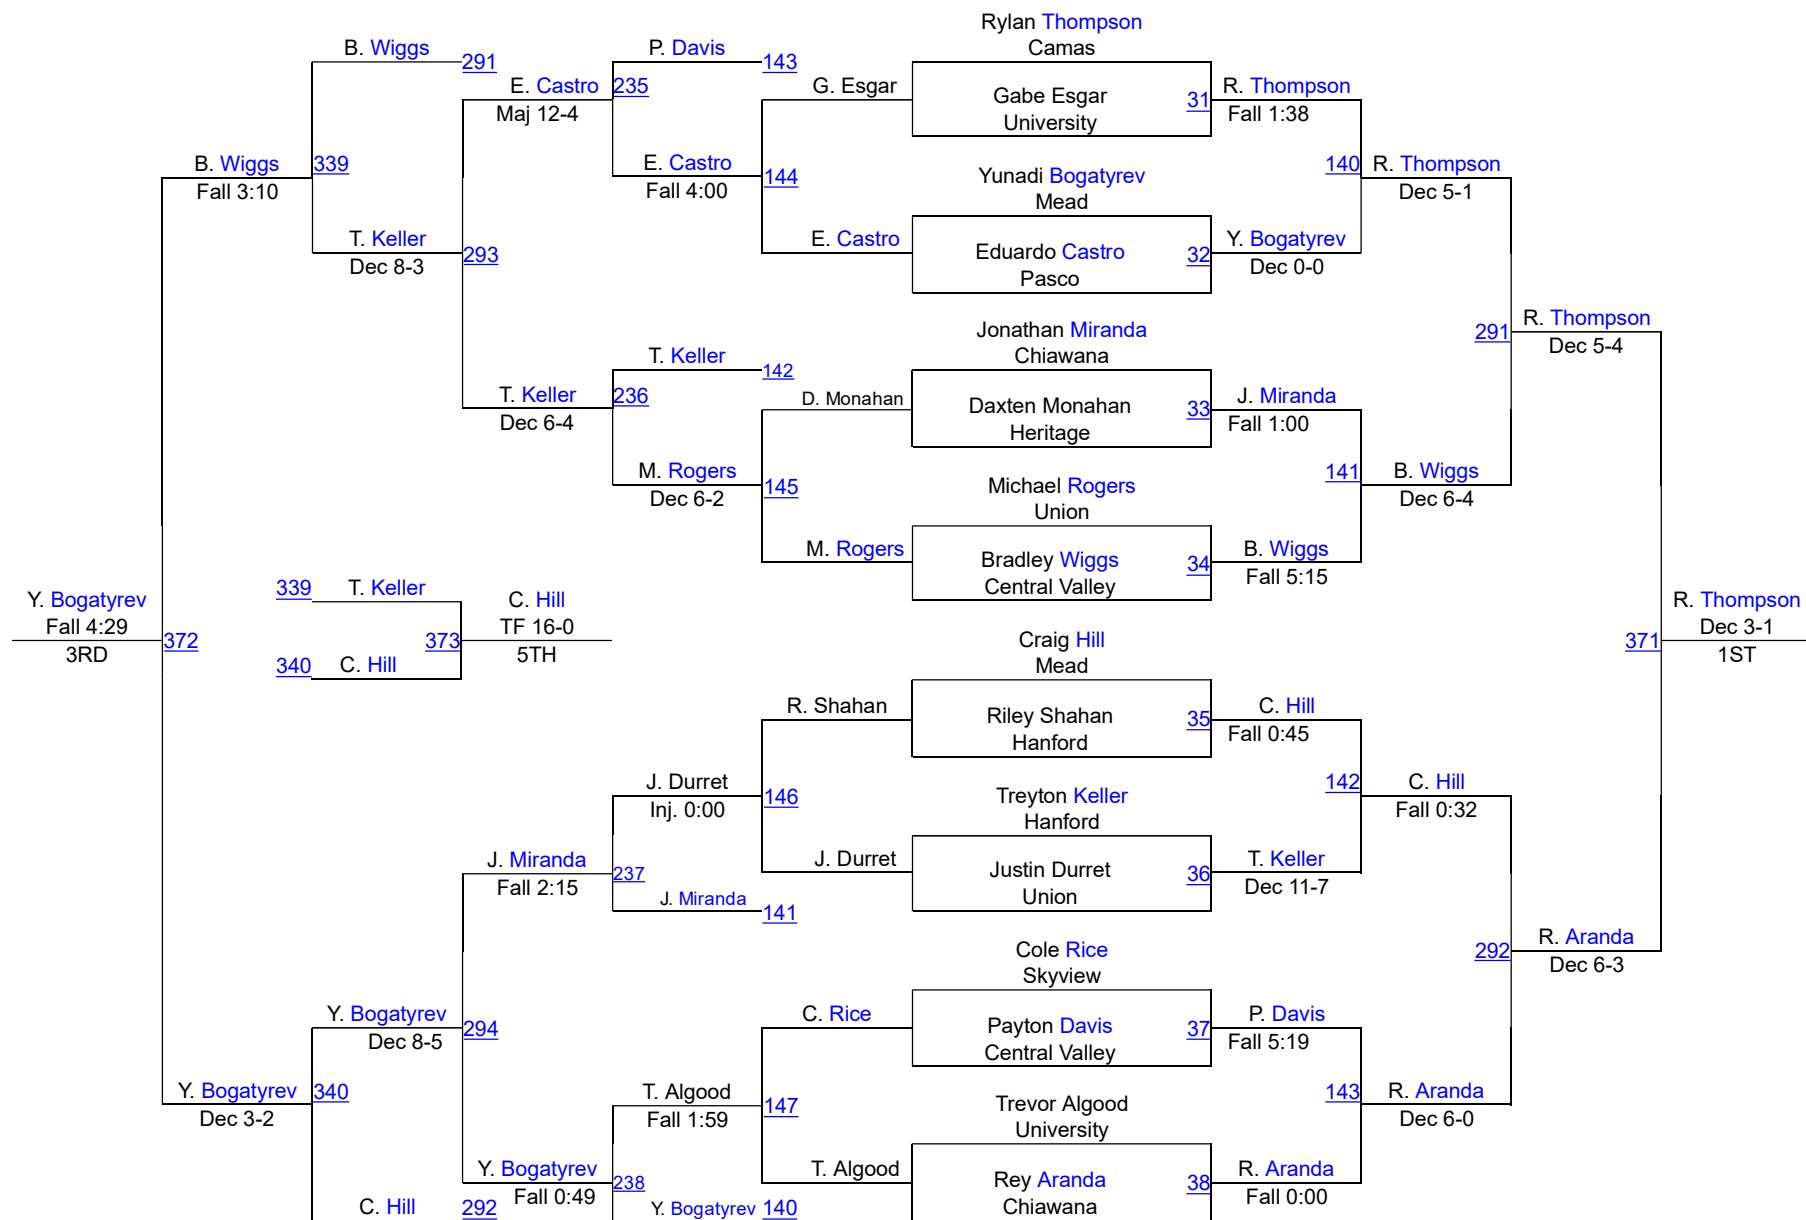 Rylan Thompson
B. Wiggs
P. Davis
Camas
291
143
E. Castro
235
G. Esgar
R. Thompson
Gabe Esgar
31
Maj 12-4
Fall 1:38
University
B. Wiggs
339
E. Castro
140
R. Thompson
Fall 3:10
Fall 4:00
144
Yunadi Bogatyrev
Dec 5-1
Mead
T. Keller
E. Castro
Y. Bogatyrev
293
Eduardo Castro
32
Dec 8-3
Dec 0-0
Pasco
Jonathan Miranda
291
R. Thompson
T. Keller
Chiawana
Dec 5-4
142
T. Keller
236
D. Monahan
Daxten Monahan
33
J. Miranda
Dec 6-4
Heritage
Fall 1:00
M. Rogers
141
B. Wiggs
Dec 6-2
145
Michael Rogers
Dec 6-4
Union
M. Rogers
B. Wiggs
Bradley Wiggs
34
Central Valley
Fall 5:15
339
T. Keller
Y. Bogatyrev
C. Hill
R. Thompson
Fall 4:29
TF 16-0
Dec 3-1
372
373
Craig Hill
371
3RD
5TH
1ST
340
C. Hill
Mead
R. Shahan
C. Hill
Riley Shahan
35
Hanford
Fall 0:45
J. Durret
142
C. Hill
Inj. 0:00
146
Treyton Keller
Fall 0:32
Hanford
J. Miranda
J. Durret
T. Keller
Fall 2:15
237
Justin Durret
36
Dec 11-7
J. Miranda
141
Union
Cole Rice
292
R. Aranda
Skyview
Dec 6-3
Y. Bogatyrev
C. Rice
P. Davis
294
Payton Davis
37
Dec 8-5
Central Valley
Fall 5:19
Y. Bogatyrev
340
T. Algood
143
R. Aranda
Dec 3-2
Fall 1:59
147
Trevor Algood
Dec 6-0
University
Y. Bogatyrev
T. Algood
R. Aranda
238
Rey Aranda
38
C. Hill
292
Fall 0:49
Y. Bogatyrev
140
Chiawana
Fall 0:00